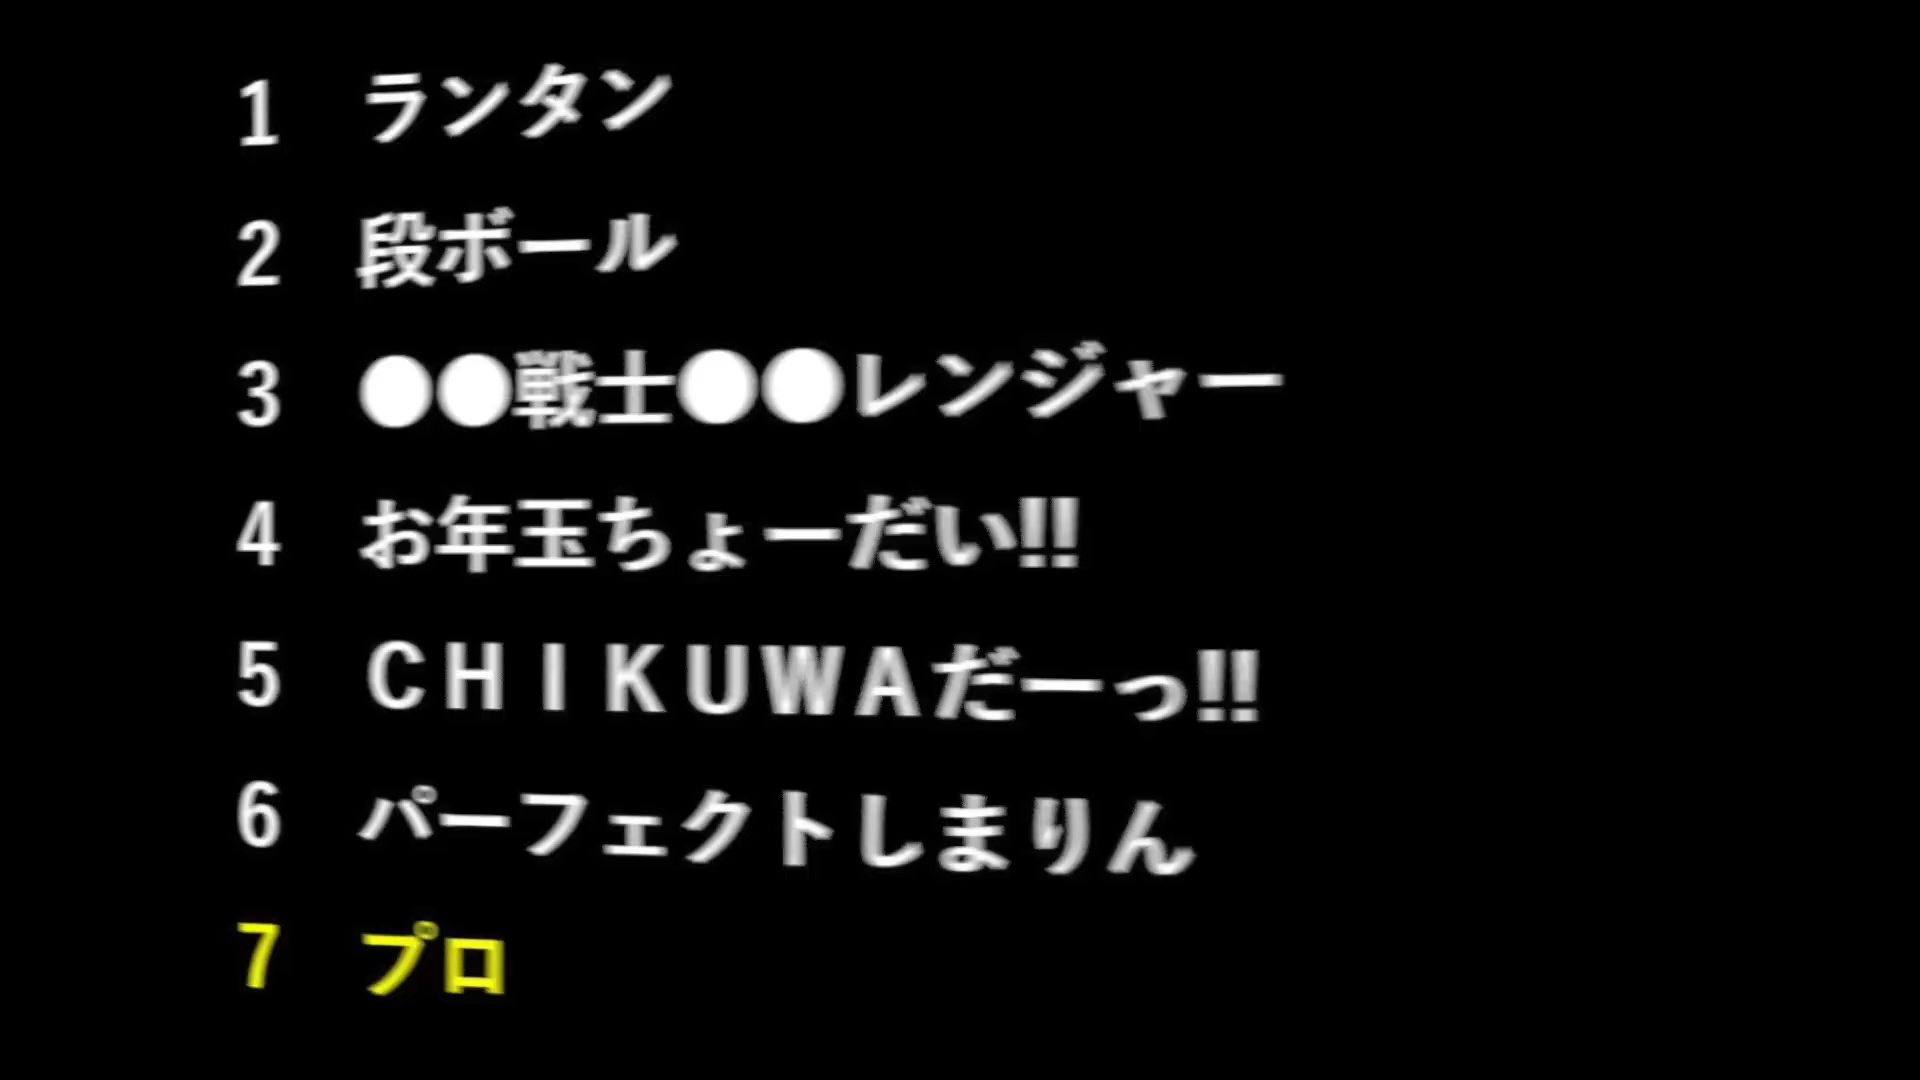 1 ランタン
2 段ボール
3 ●●戦士●●レンジャー
4 お年玉ちょーだい!!
5 CHIKUWAだーっ!!
6 パーフェクトしまりん
7 プロ